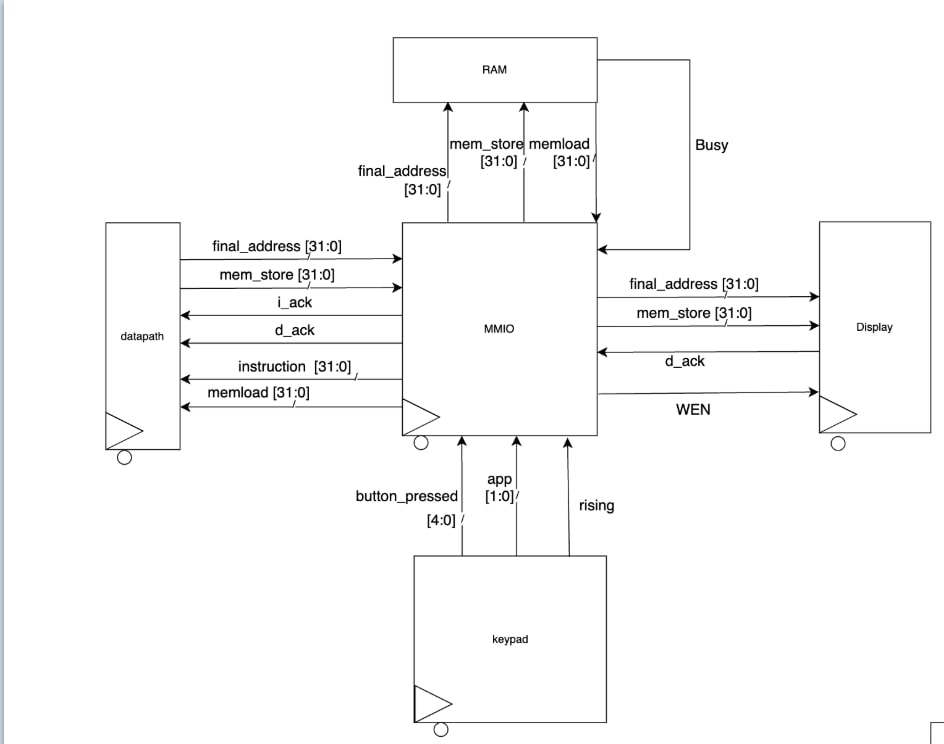 RAM
mem_store memload
[31:0] [31:0]
Busy
final_address
[31:0]
final_address [31:0]
mem_store [31:0]
i_ack
d_ack
instruction [31:0]
memload [31:0]
datapath
MMIO
final_address [31:0]
mem_store [31:0]
d_ack
WEN
Display
button_pressed
[4:0]
app
[1:0]
rising
keypad